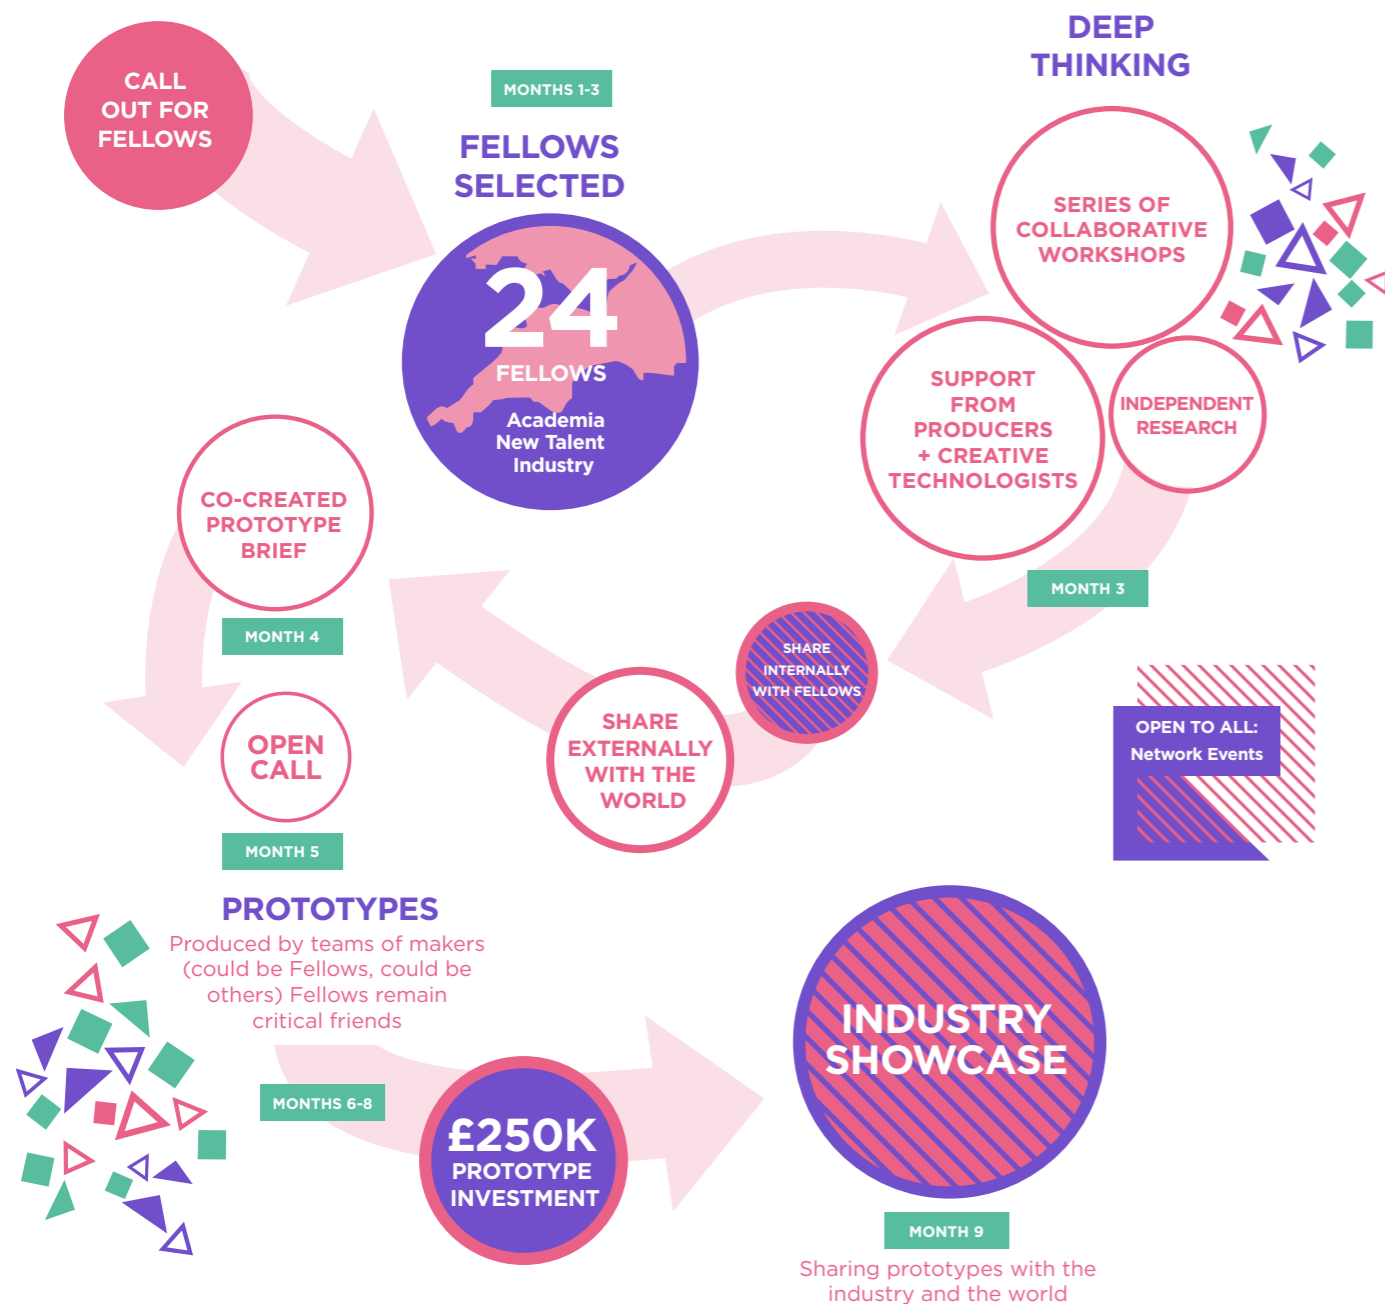 CALL
OUT FOR
FELLOWS
MONTHS 1-3
FELLOWS
SELECTED
24
FELLOWS
Academia
New Talent
Industry
DEEP
THINKING
SERIES OF
COLLABORATIVE
WORKSHOPS
SUPPORT
FROM
PRODUCERS
+ CREATIVE
TECHNOLOGISTS
INDEPENDENT
RESEARCH
MONTH 3
SHARE
INTERNALLY
WITH FELLOWS
SHARE
EXTERNALLY
WITH THE
WORLD
CO-CREATED
PROTOTYPE
BRIEF
MONTH 4
OPEN
CALL
MONTH 5
OPEN TO ALL:
Network Events
PROTOTYPES
Produced by teams of makers
(could be Fellows, could be
others) Fellows remain
critical friends
MONTHS 6-8
£250K
PROTOTYPE
INVESTMENT
INDUSTRY
SHOWCASE
MONTH 9
Sharing prototypes with the
industry and the world